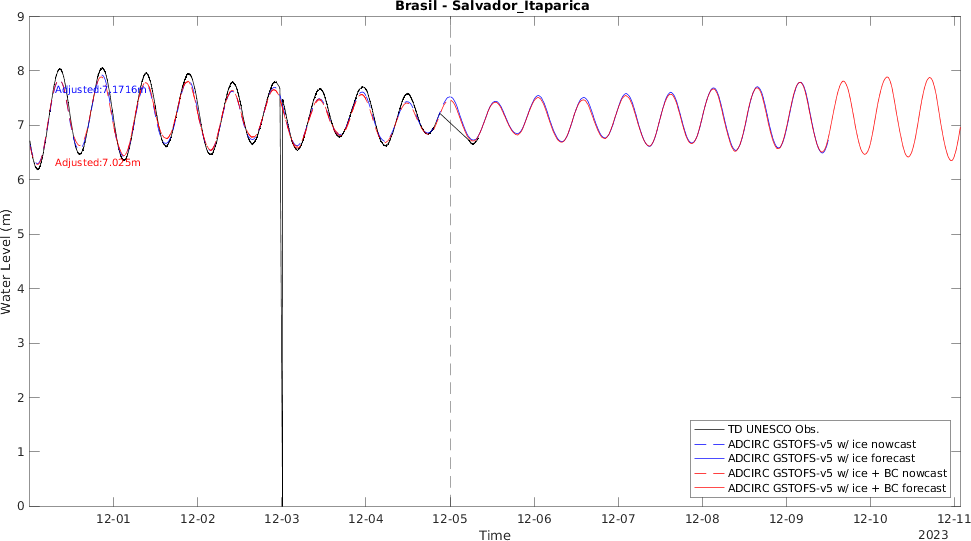 Brasil - Salvador_Itaparica
9
8
7
6
5
4
3
2
1
0
Water Level (m)
Adjusted:7.1716m
Adjusted:7.025m
TD UNESCO Obs.
ADCIRC GSTOFS-v5 w/ ice nowcast
ADCIRC GSTOFS-v5 w/ ice forecast
ADCIRC GSTOFS-v5 w/ ice + BC nowcast
ADCIRC GSTOFS-v5 w/ ice + BC forecast
12-01 12-02 12-03 12-04 12-05 12-06 12-07 12-08 12-09 12-10 12-11
Time
2023